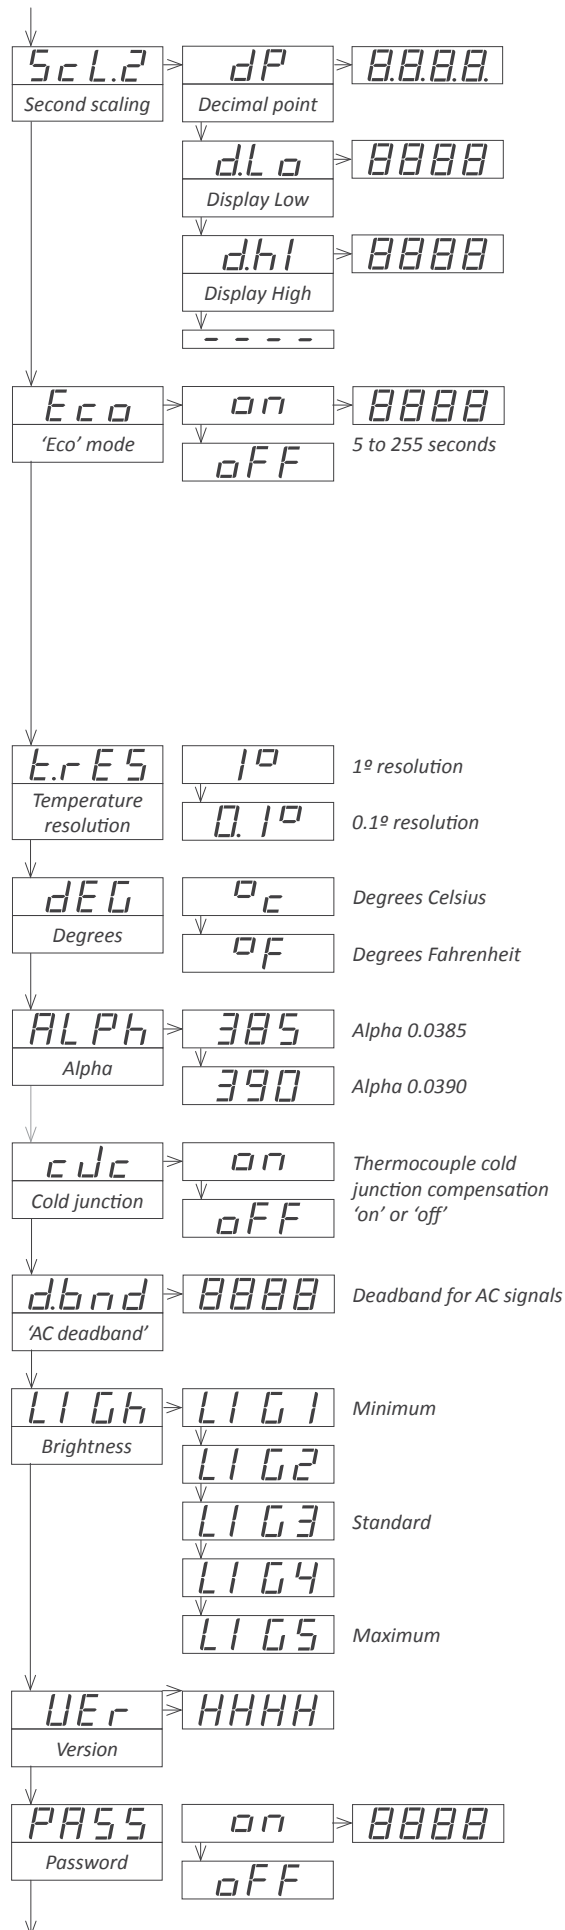 ScL.2 dP 8.8.8.8.
Second scaling Decimal point
d.Lo 8888
Display Low
d.hI 8888
Display High
----
Eco on 8888
‘Eco’ mode oFF 5 to 255 seconds
t.rES 1º 1º resolution
Temperature
resolution 0.1º 0.1º resolution
dEG ºc Degrees Celsius
Degrees ºF Degrees Fahrenheit
ALPh 385 Alpha 0.0385
Alpha 390 Alpha 0.0390
cJc on Thermocouple cold
Cold junction junction compensation
oFF ‘on’ or ‘off’
d.bnd 8888 Deadband for AC signals
‘AC deadband’
LIGh LIG1 Minimum
Brightness LIG2
LIG3 Standard
LIG4
LIG5 Maximum
VEr HHHH
Version
PASS on 8888
Password oFF